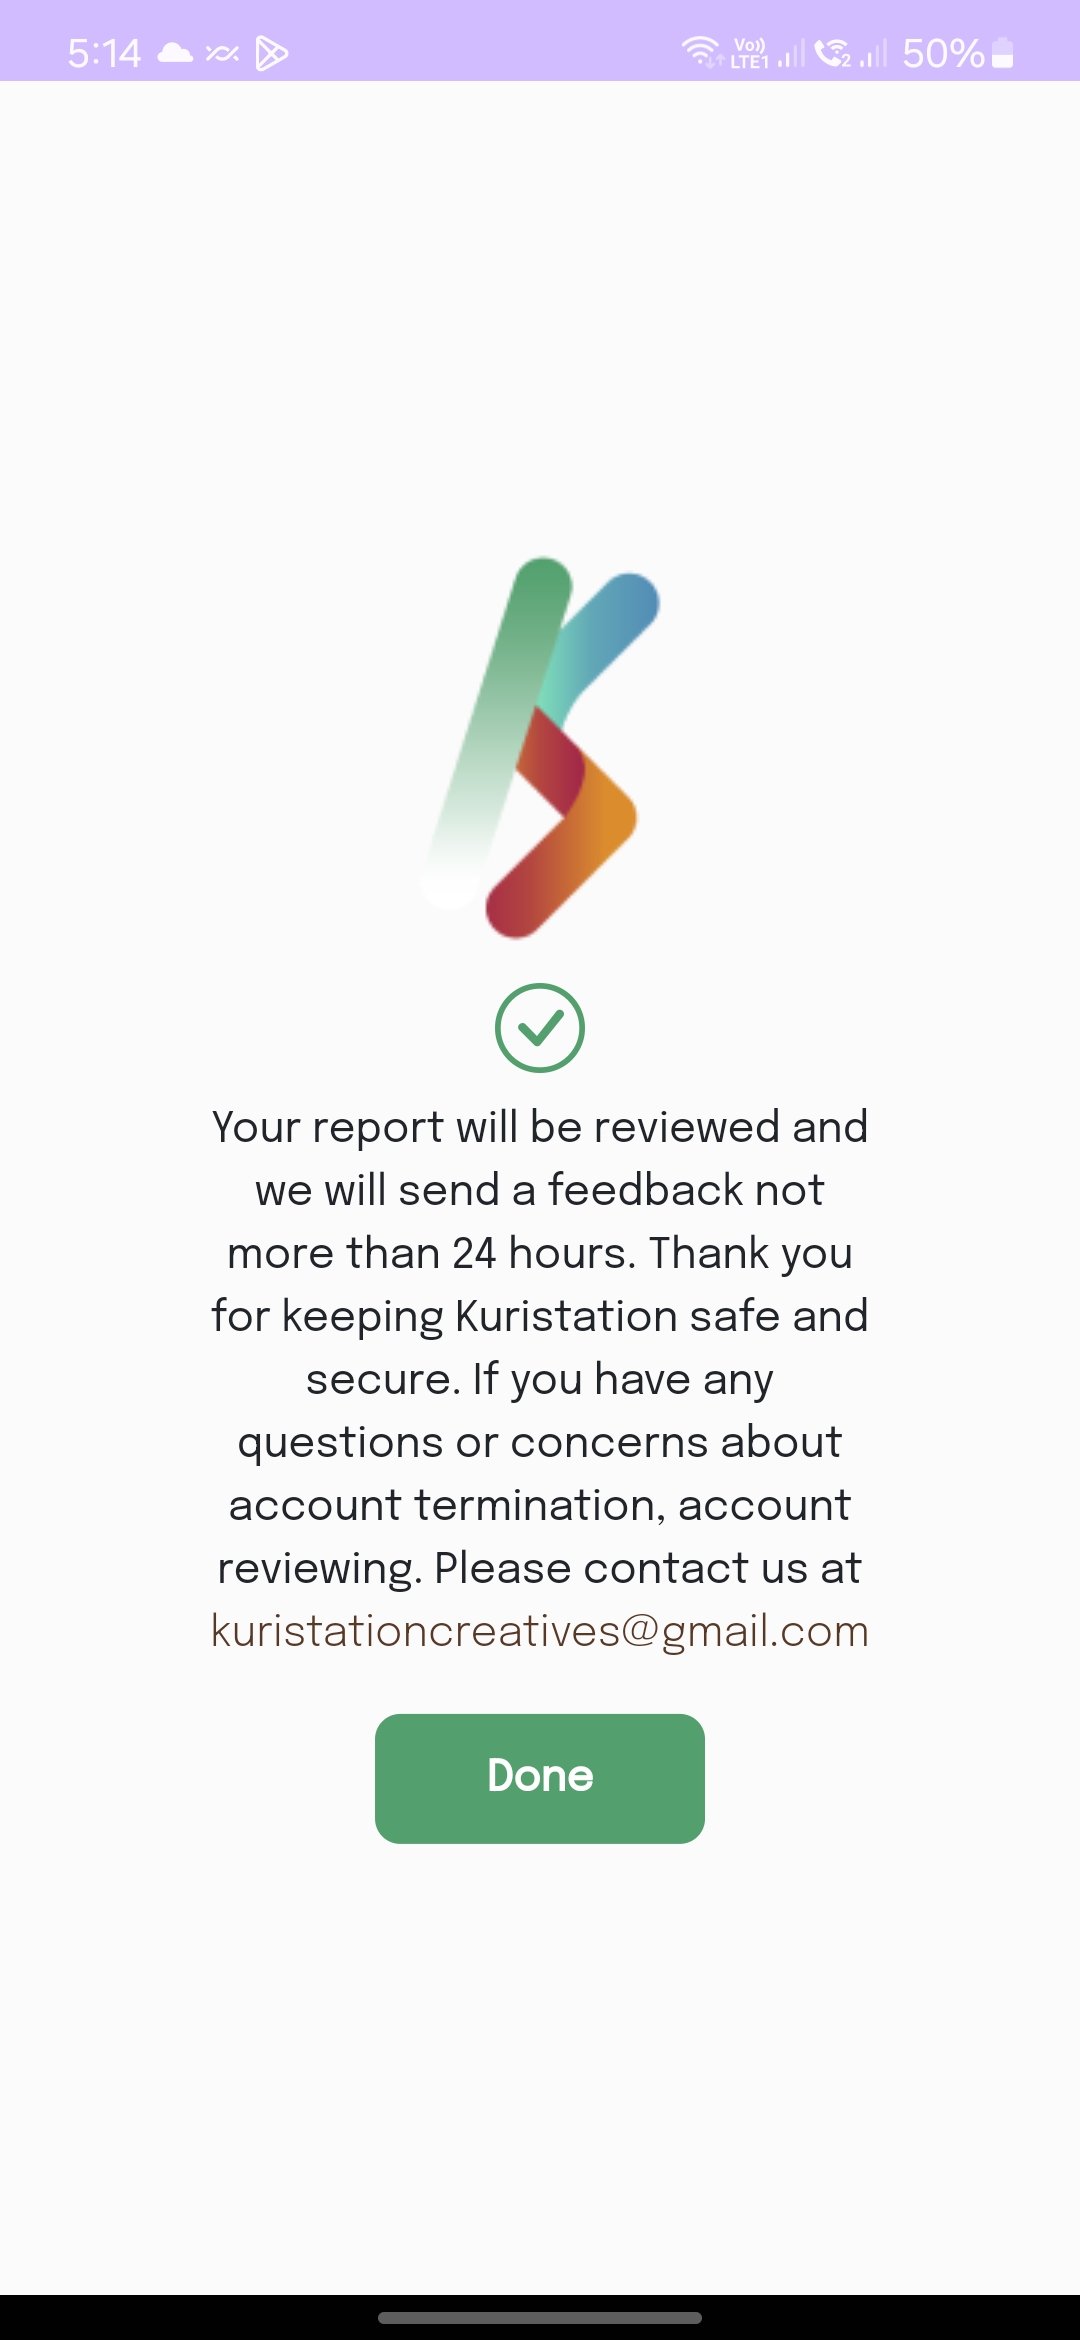 5:14
Vo)) LTE1 2 50%
Your report will be reviewed and
we will send a feedback not
more than 24 hours. Thank you
for keeping Kuristation safe and
secure. If you have any
questions or concerns about
account termination, account
reviewing. Please contact us at
kuristationcreatives@gmail.com
Done